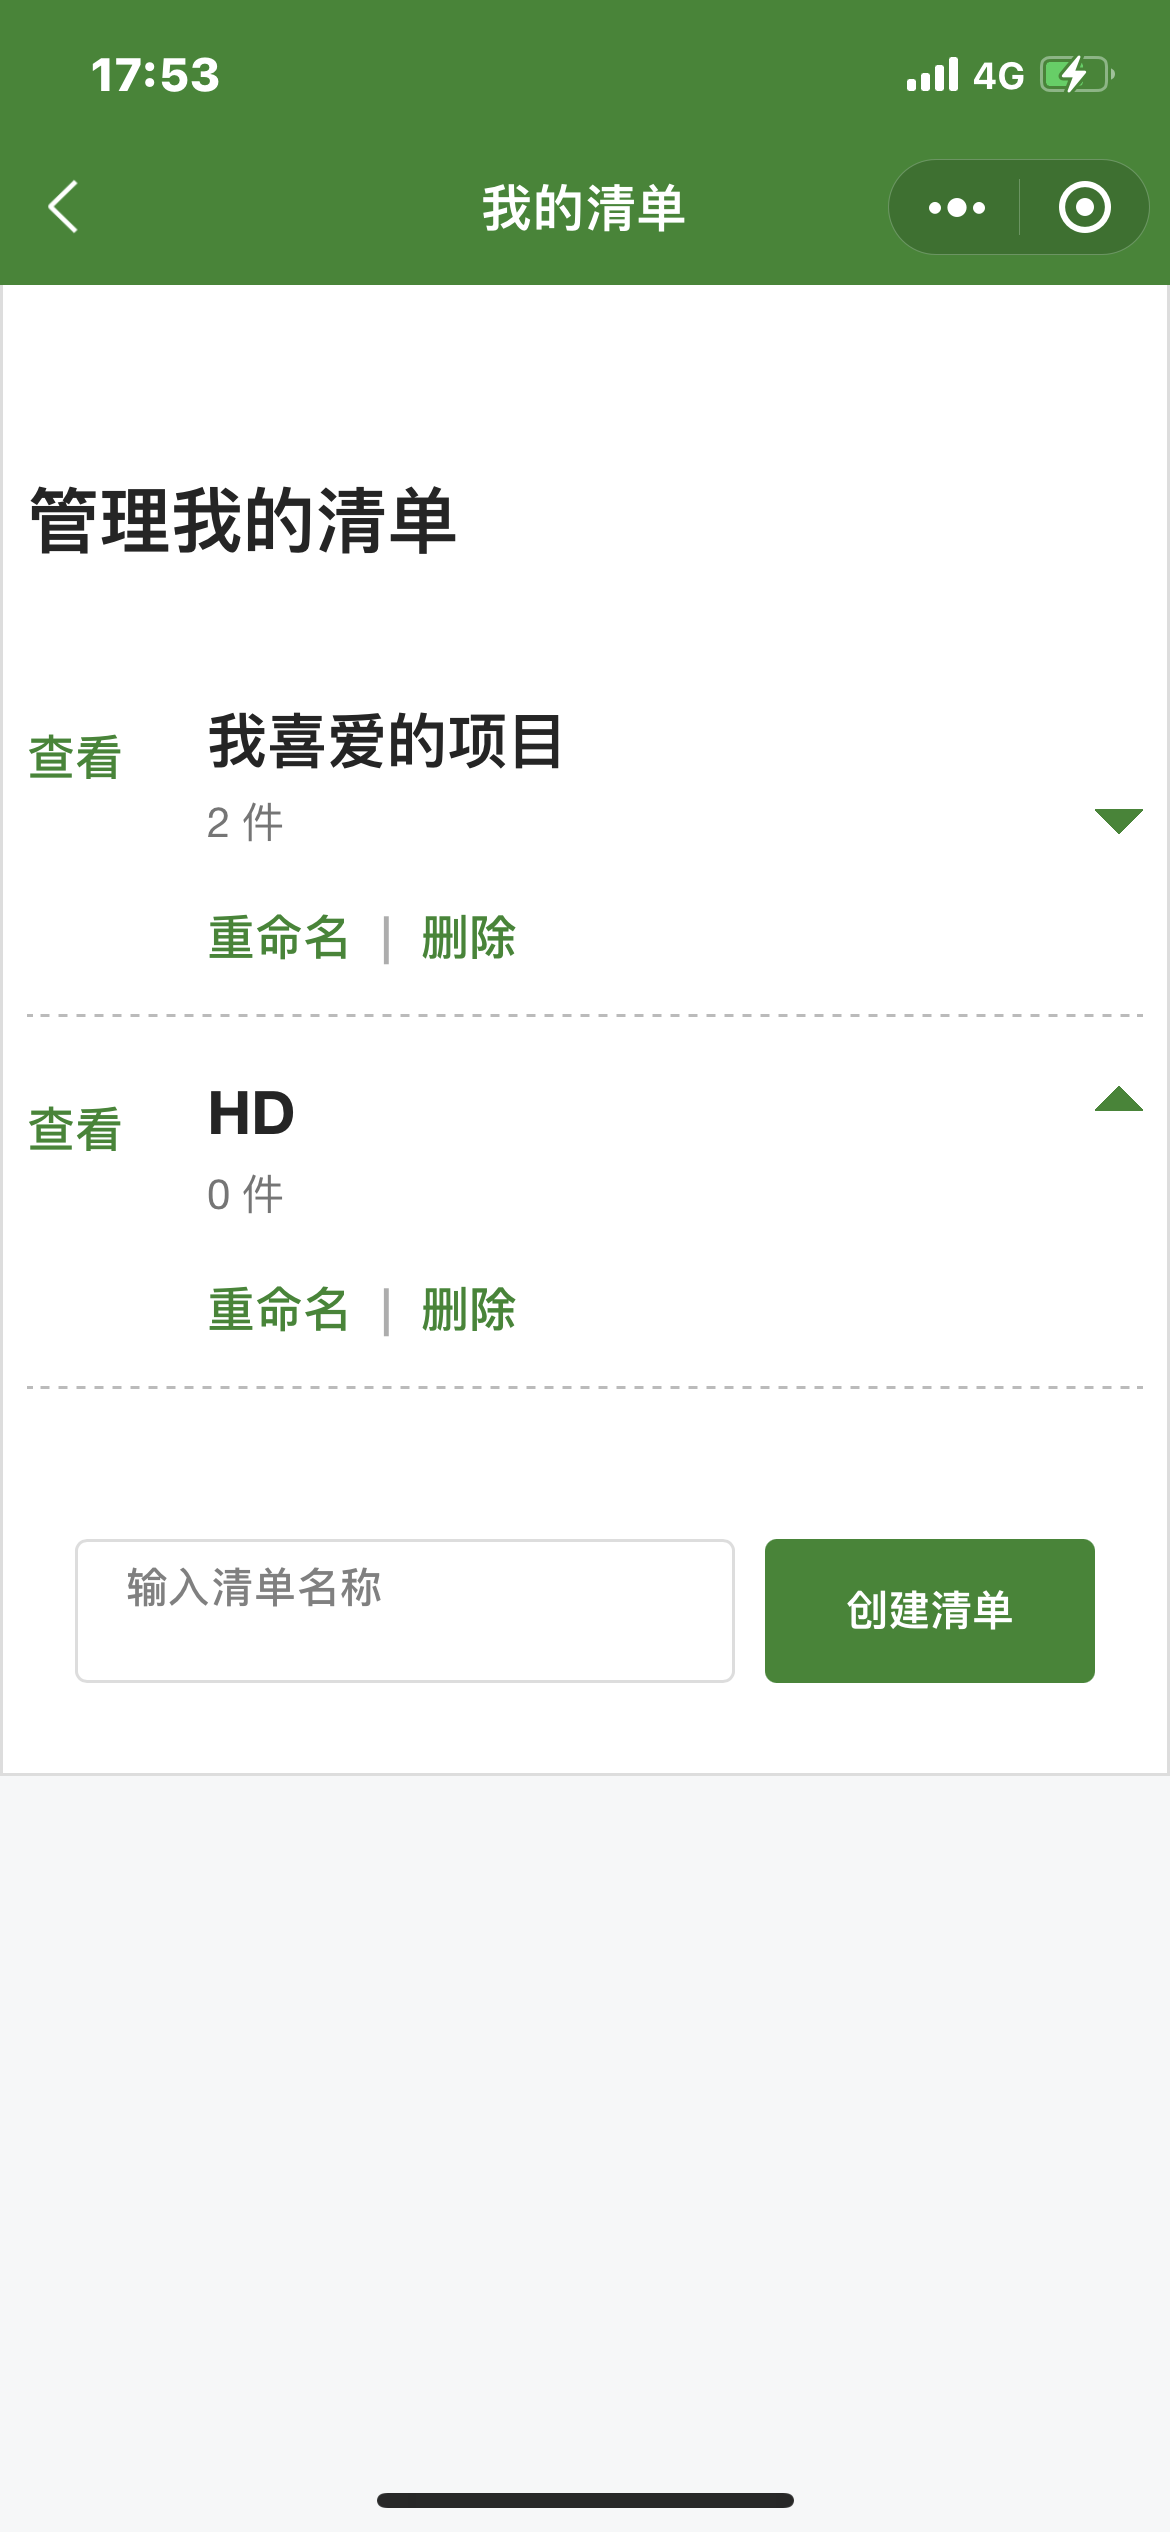 17:53 4G
我的清单
管理我的清单
查看 我喜爱的项目
2 件
重命名 | 删除
查看 HD
0 件
重命名 | 删除
输入清单名称 创建清单